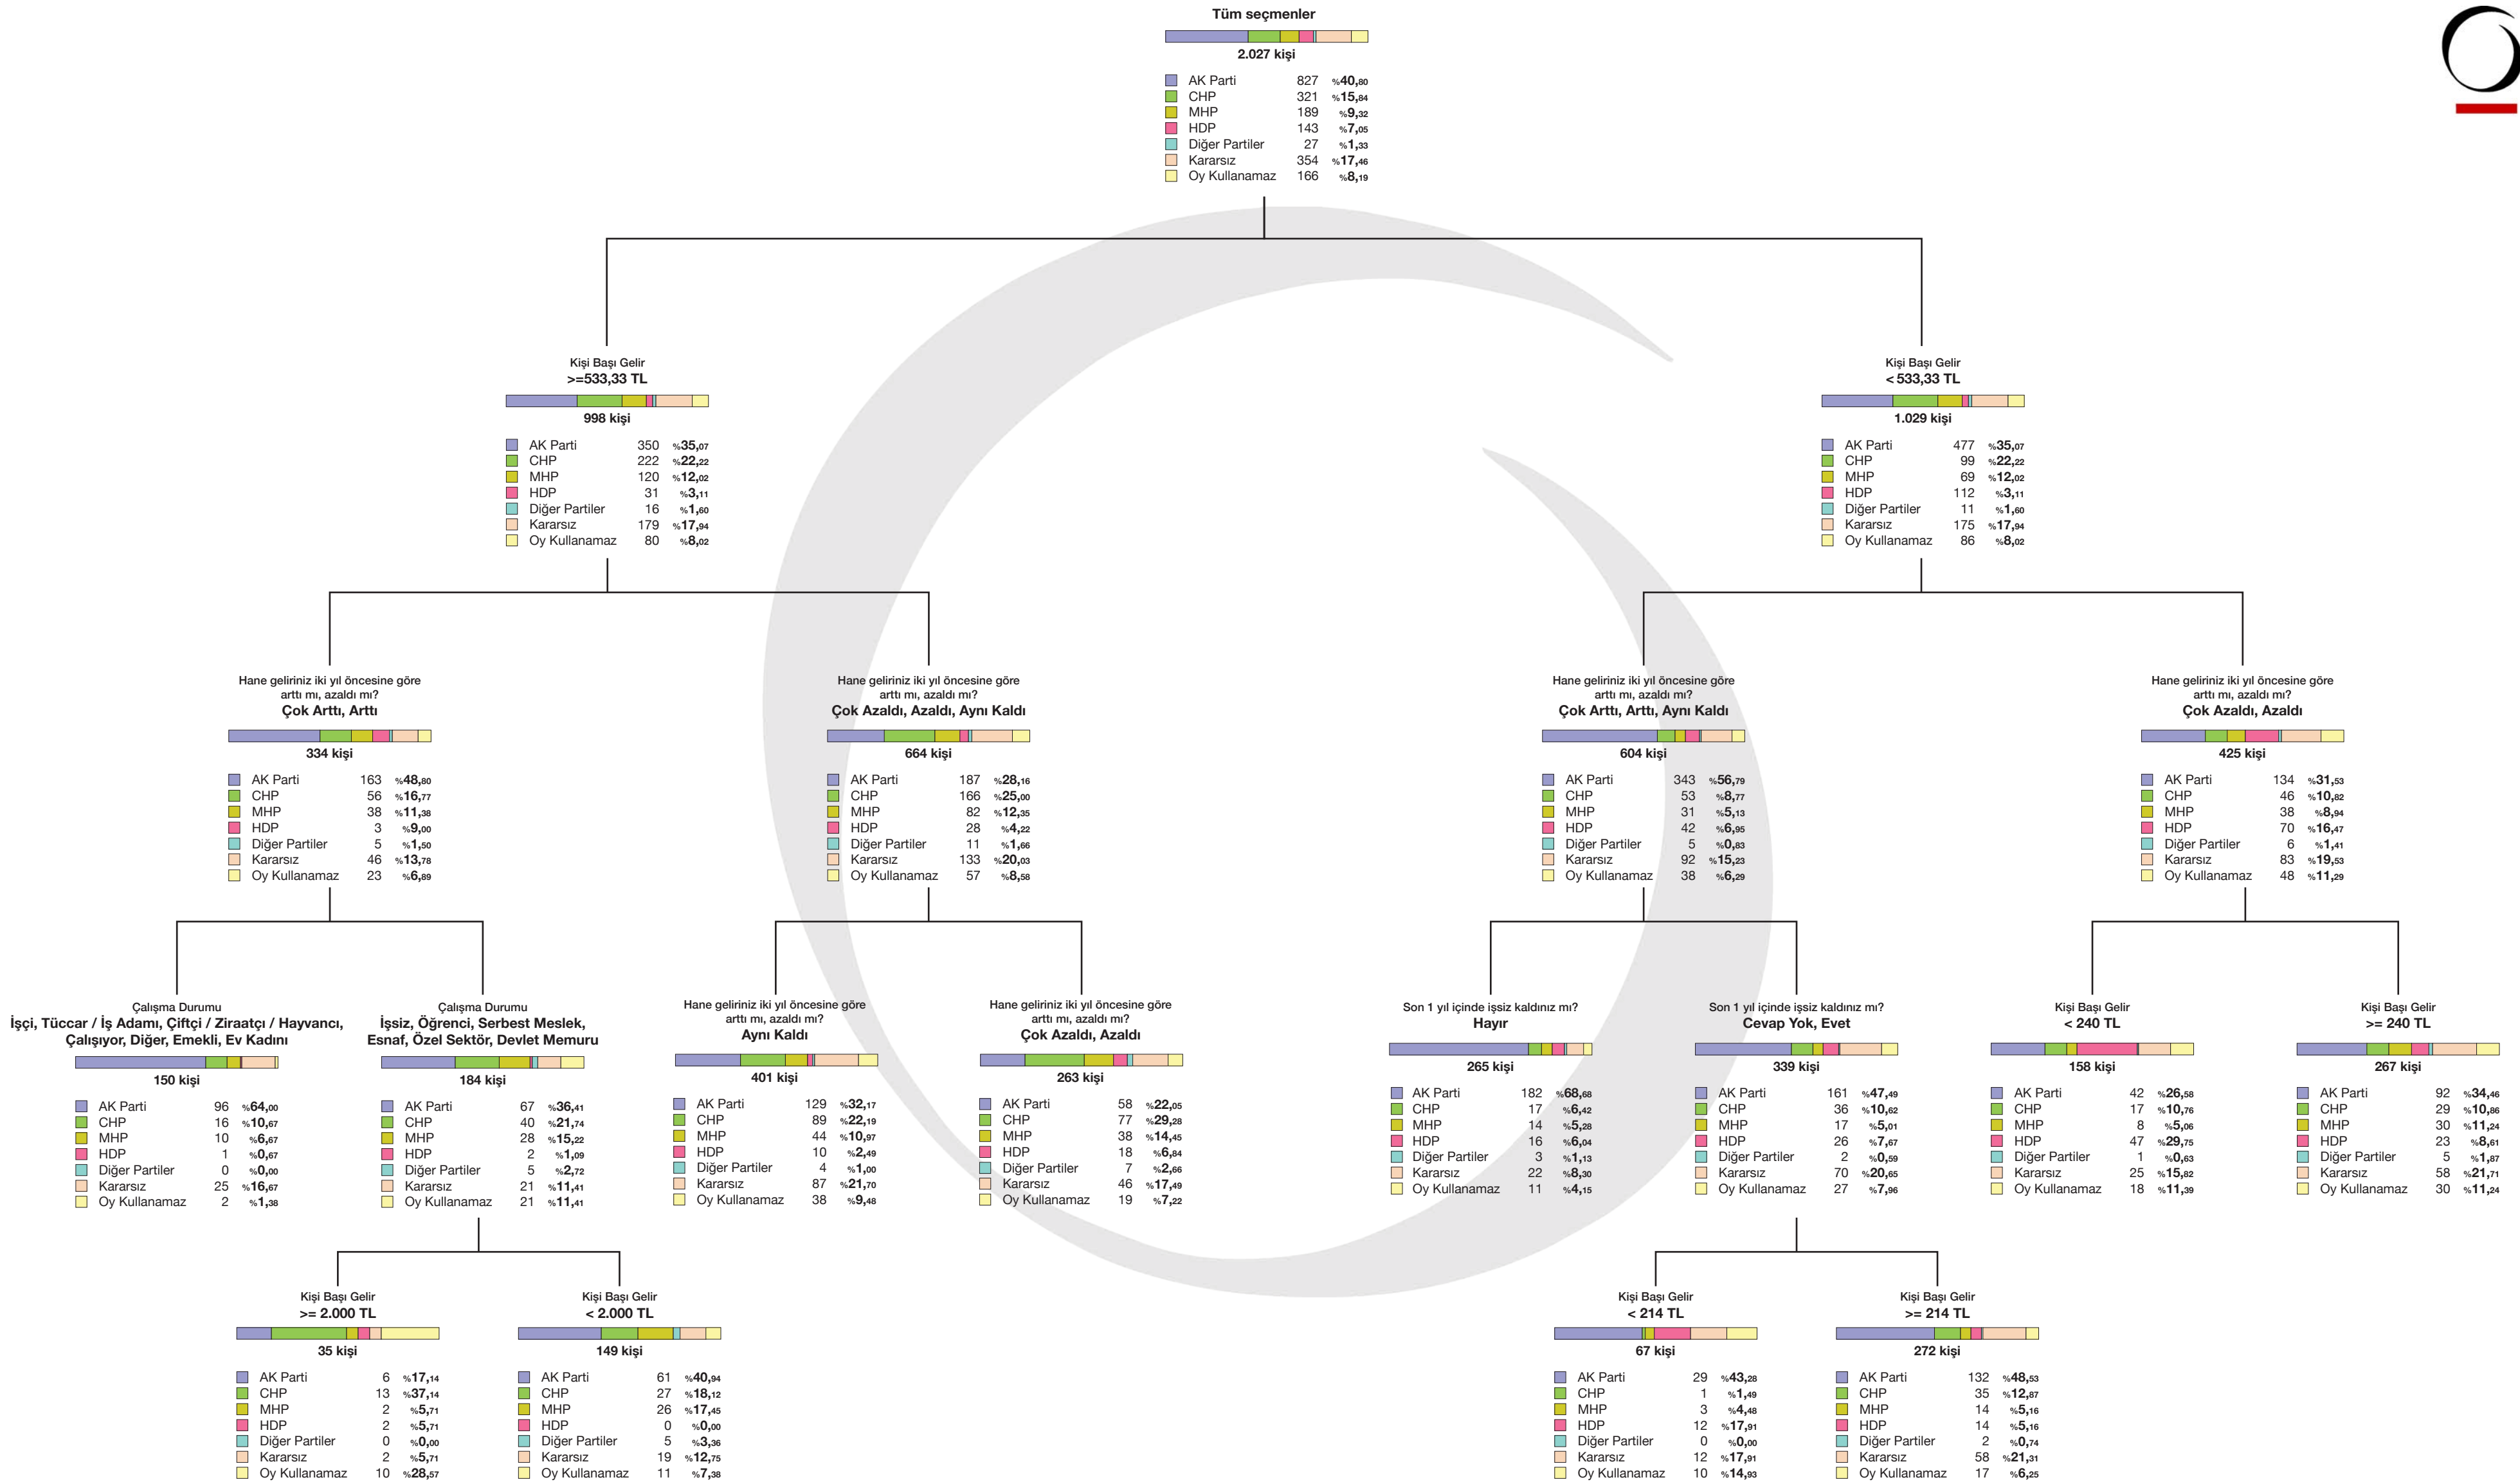 Tüm seçmenler
2.027 kişi
AK Parti 827 %40,80
CHP 321 %15,84
MHP 189 %9,32
HDP 143 %7,05
Diğer Partiler 27 %1,33
Kararsız 354 %17,46
Oy Kullanamaz 166 %8,19
Kişi Başı Gelir
>=533,33 TL
998 kişi
AK Parti 350 %35,07
CHP 222 %22,22
MHP 120 %12,02
HDP 31 %3,11
Diğer Partiler 16 %1,60
Kararsız 179 %17,94
Oy Kullanamaz 80 %8,02
Kişi Başı Gelir
<533,33 TL
1.029 kişi
AK Parti 477 %35,07
CHP 99 %22,22
MHP 69 %12,02
HDP 112 %3,11
Diğer Partiler 11 %1,60
Kararsız 175 %17,94
Oy Kullanamaz 86 %8,02
Hane geliriniz iki yıl öncesine göre
arttı mı, azaldı mı?
Çok Arttı, Arttı
334 kişi
AK Parti 163 %48,80
CHP 56 %16,77
MHP 38 %11,38
HDP 3 %9,00
Diğer Partiler 5 %1,50
Kararsız 46 %13,78
Oy Kullanamaz 23 %6,89
Hane geliriniz iki yıl öncesine göre
arttı mı, azaldı mı?
Çok Azaldı, Azaldı, Aynı Kaldı
664 kişi
AK Parti 187 %28,16
CHP 166 %25,00
MHP 82 %12,35
HDP 28 %4,22
Diğer Partiler 11 %1,66
Kararsız 133 %20,03
Oy Kullanamaz 57 %8,58
Hane geliriniz iki yıl öncesine göre
arttı mı, azaldı mı?
Çok Arttı, Arttı, Aynı Kaldı
604 kişi
AK Parti 343 %56,79
CHP 53 %8,77
MHP 31 %5,13
HDP 42 %6,95
Diğer Partiler 5 %0,83
Kararsız 92 %15,23
Oy Kullanamaz 38 %6,29
Hane geliriniz iki yıl öncesine göre
arttı mı, azaldı mı?
Çok Azaldı, Azaldı
425 kişi
AK Parti 134 %31,53
CHP 46 %10,82
MHP 38 %8,94
HDP 70 %16,47
Diğer Partiler 6 %1,41
Kararsız 83 %19,53
Oy Kullanamaz 48 %11,29
Çalışma Durumu
İşçi, Tüccar / İş Adamı, Çiftçi / Ziraatçı / Hayvancı,
Çalışıyor, Diğer, Emekli, Ev Kadını
150 kişi
AK Parti 96 %64,00
CHP 16 %10,67
MHP 10 %6,67
HDP 1 %0,67
Diğer Partiler 0 %0,00
Kararsız 25 %16,67
Oy Kullanamaz 2 %1,38
Çalışma Durumu
İşsiz, Öğrenci, Serbest Meslek,
Esnaf, Özel Sektör, Devlet Memuru
184 kişi
AK Parti 67 %36,41
CHP 40 %21,74
MHP 28 %15,22
HDP 2 %1,09
Diğer Partiler 5 %2,72
Kararsız 21 %11,41
Oy Kullanamaz 21 %11,41
Hane geliriniz iki yıl öncesine göre
arttı mı, azaldı mı?
Aynı Kaldı
401 kişi
AK Parti 129 %32,17
CHP 89 %22,19
MHP 44 %10,97
HDP 10 %2,49
Diğer Partiler 4 %1,00
Kararsız 87 %21,70
Oy Kullanamaz 38 %9,48
Hane geliriniz iki yıl öncesine göre
arttı mı, azaldı mı?
Çok Azaldı, Azaldı
263 kişi
AK Parti 58 %22,05
CHP 77 %29,28
MHP 38 %14,45
HDP 18 %6,84
Diğer Partiler 7 %2,66
Kararsız 46 %17,49
Oy Kullanamaz 19 %7,22
Son 1 yıl içinde işsiz kaldınız mı?
Hayır
265 kişi
AK Parti 182 %68,68
CHP 17 %6,42
MHP 14 %5,28
HDP 16 %6,04
Diğer Partiler 3 %1,13
Kararsız 22 %8,30
Oy Kullanamaz 11 %4,15
Son 1 yıl içinde işsiz kaldınız mı?
Cevap Yok, Evet
339 kişi
AK Parti 161 %47,49
CHP 36 %10,62
MHP 17 %5,01
HDP 26 %7,67
Diğer Partiler 2 %0,59
Kararsız 70 %20,65
Oy Kullanamaz 27 %7,96
Kişi Başı Gelir
< 240 TL
158 kişi
AK Parti 42 %26,58
CHP 17 %10,76
MHP 8 %5,06
HDP 47 %29,75
Diğer Partiler 1 %0,63
Kararsız 25 %15,82
Oy Kullanamaz 18 %11,39
Kişi Başı Gelir
>= 240 TL
267 kişi
AK Parti 92 %34,46
CHP 29 %10,86
MHP 30 %11,24
HDP 23 %8,61
Diğer Partiler 5 %1,87
Kararsız 58 %21,71
Oy Kullanamaz 30 %11,24
Kişi Başı Gelir
>= 2.000 TL
35 kişi
AK Parti 6 %17,14
CHP 13 %37,14
MHP 2 %5,71
HDP 2 %5,71
Diğer Partiler 0 %0,00
Kararsız 2 %5,71
Oy Kullanamaz 10 %28,57
Kişi Başı Gelir
< 2.000 TL
149 kişi
AK Parti 61 %40,94
CHP 27 %18,12
MHP 26 %17,45
HDP 0 %0,00
Diğer Partiler 5 %3,36
Kararsız 19 %12,75
Oy Kullanamaz 11 %7,38
Kişi Başı Gelir
< 214 TL
67 kişi
AK Parti 29 %43,28
CHP 1 %1,49
MHP 3 %4,48
HDP 12 %17,91
Diğer Partiler 0 %0,00
Kararsız 12 %17,91
Oy Kullanamaz 10 %14,93
Kişi Başı Gelir
>= 214 TL
272 kişi
AK Parti 132 %48,53
CHP 35 %12,87
MHP 14 %5,16
HDP 14 %5,16
Diğer Partiler 2 %0,74
Kararsız 58 %21,31
Oy Kullanamaz 17 %6,25